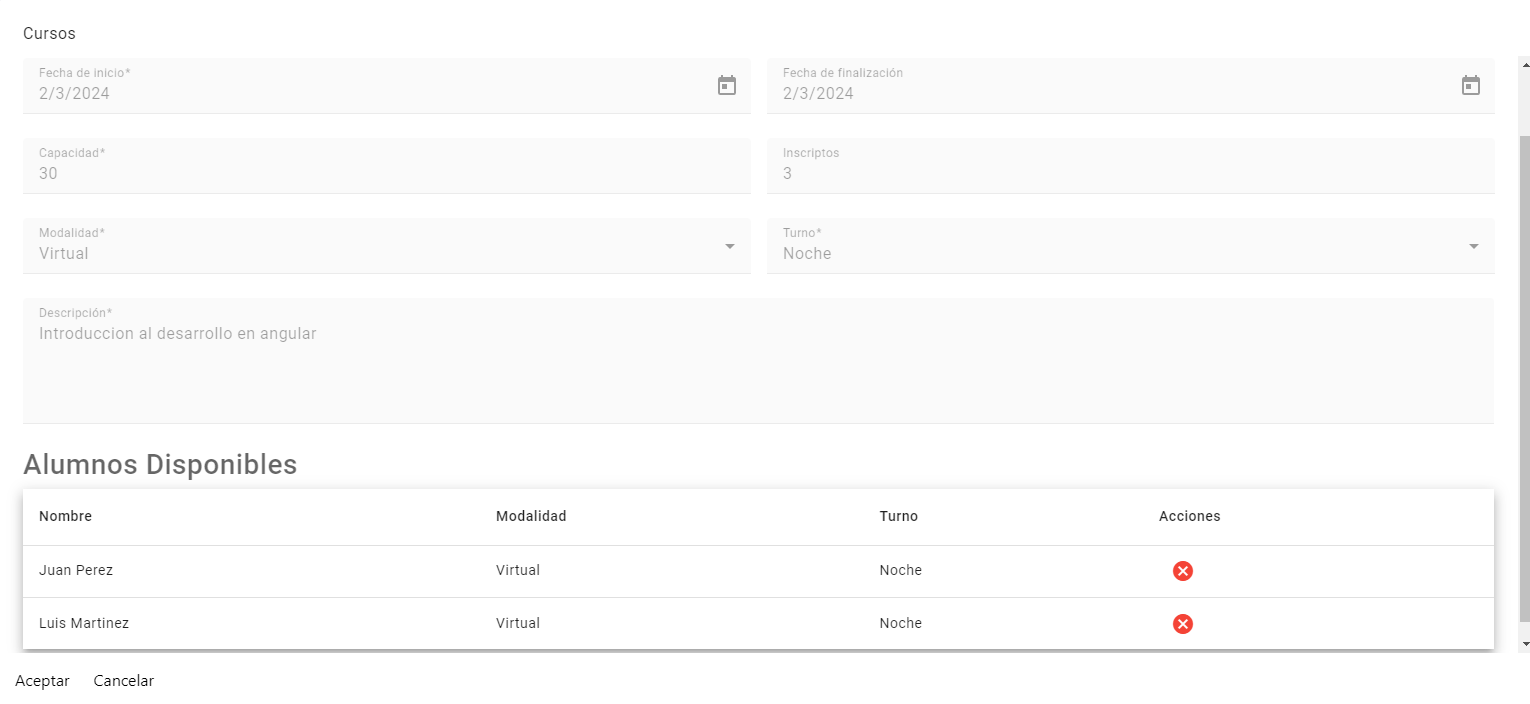 Cursos
Fecha de inicio*
2/3/2024
Fecha de finalización
2/3/2024
Capacidad*
30
Inscriptos
3
Modalidad*
Virtual
Turno*
Noche
Descripción*
Introduccion al desarrollo en angular
Alumnos Disponibles
Nombre Modalidad Turno Acciones
Juan Perez Virtual Noche
Luis Martinez Virtual Noche
Aceptar Cancelar